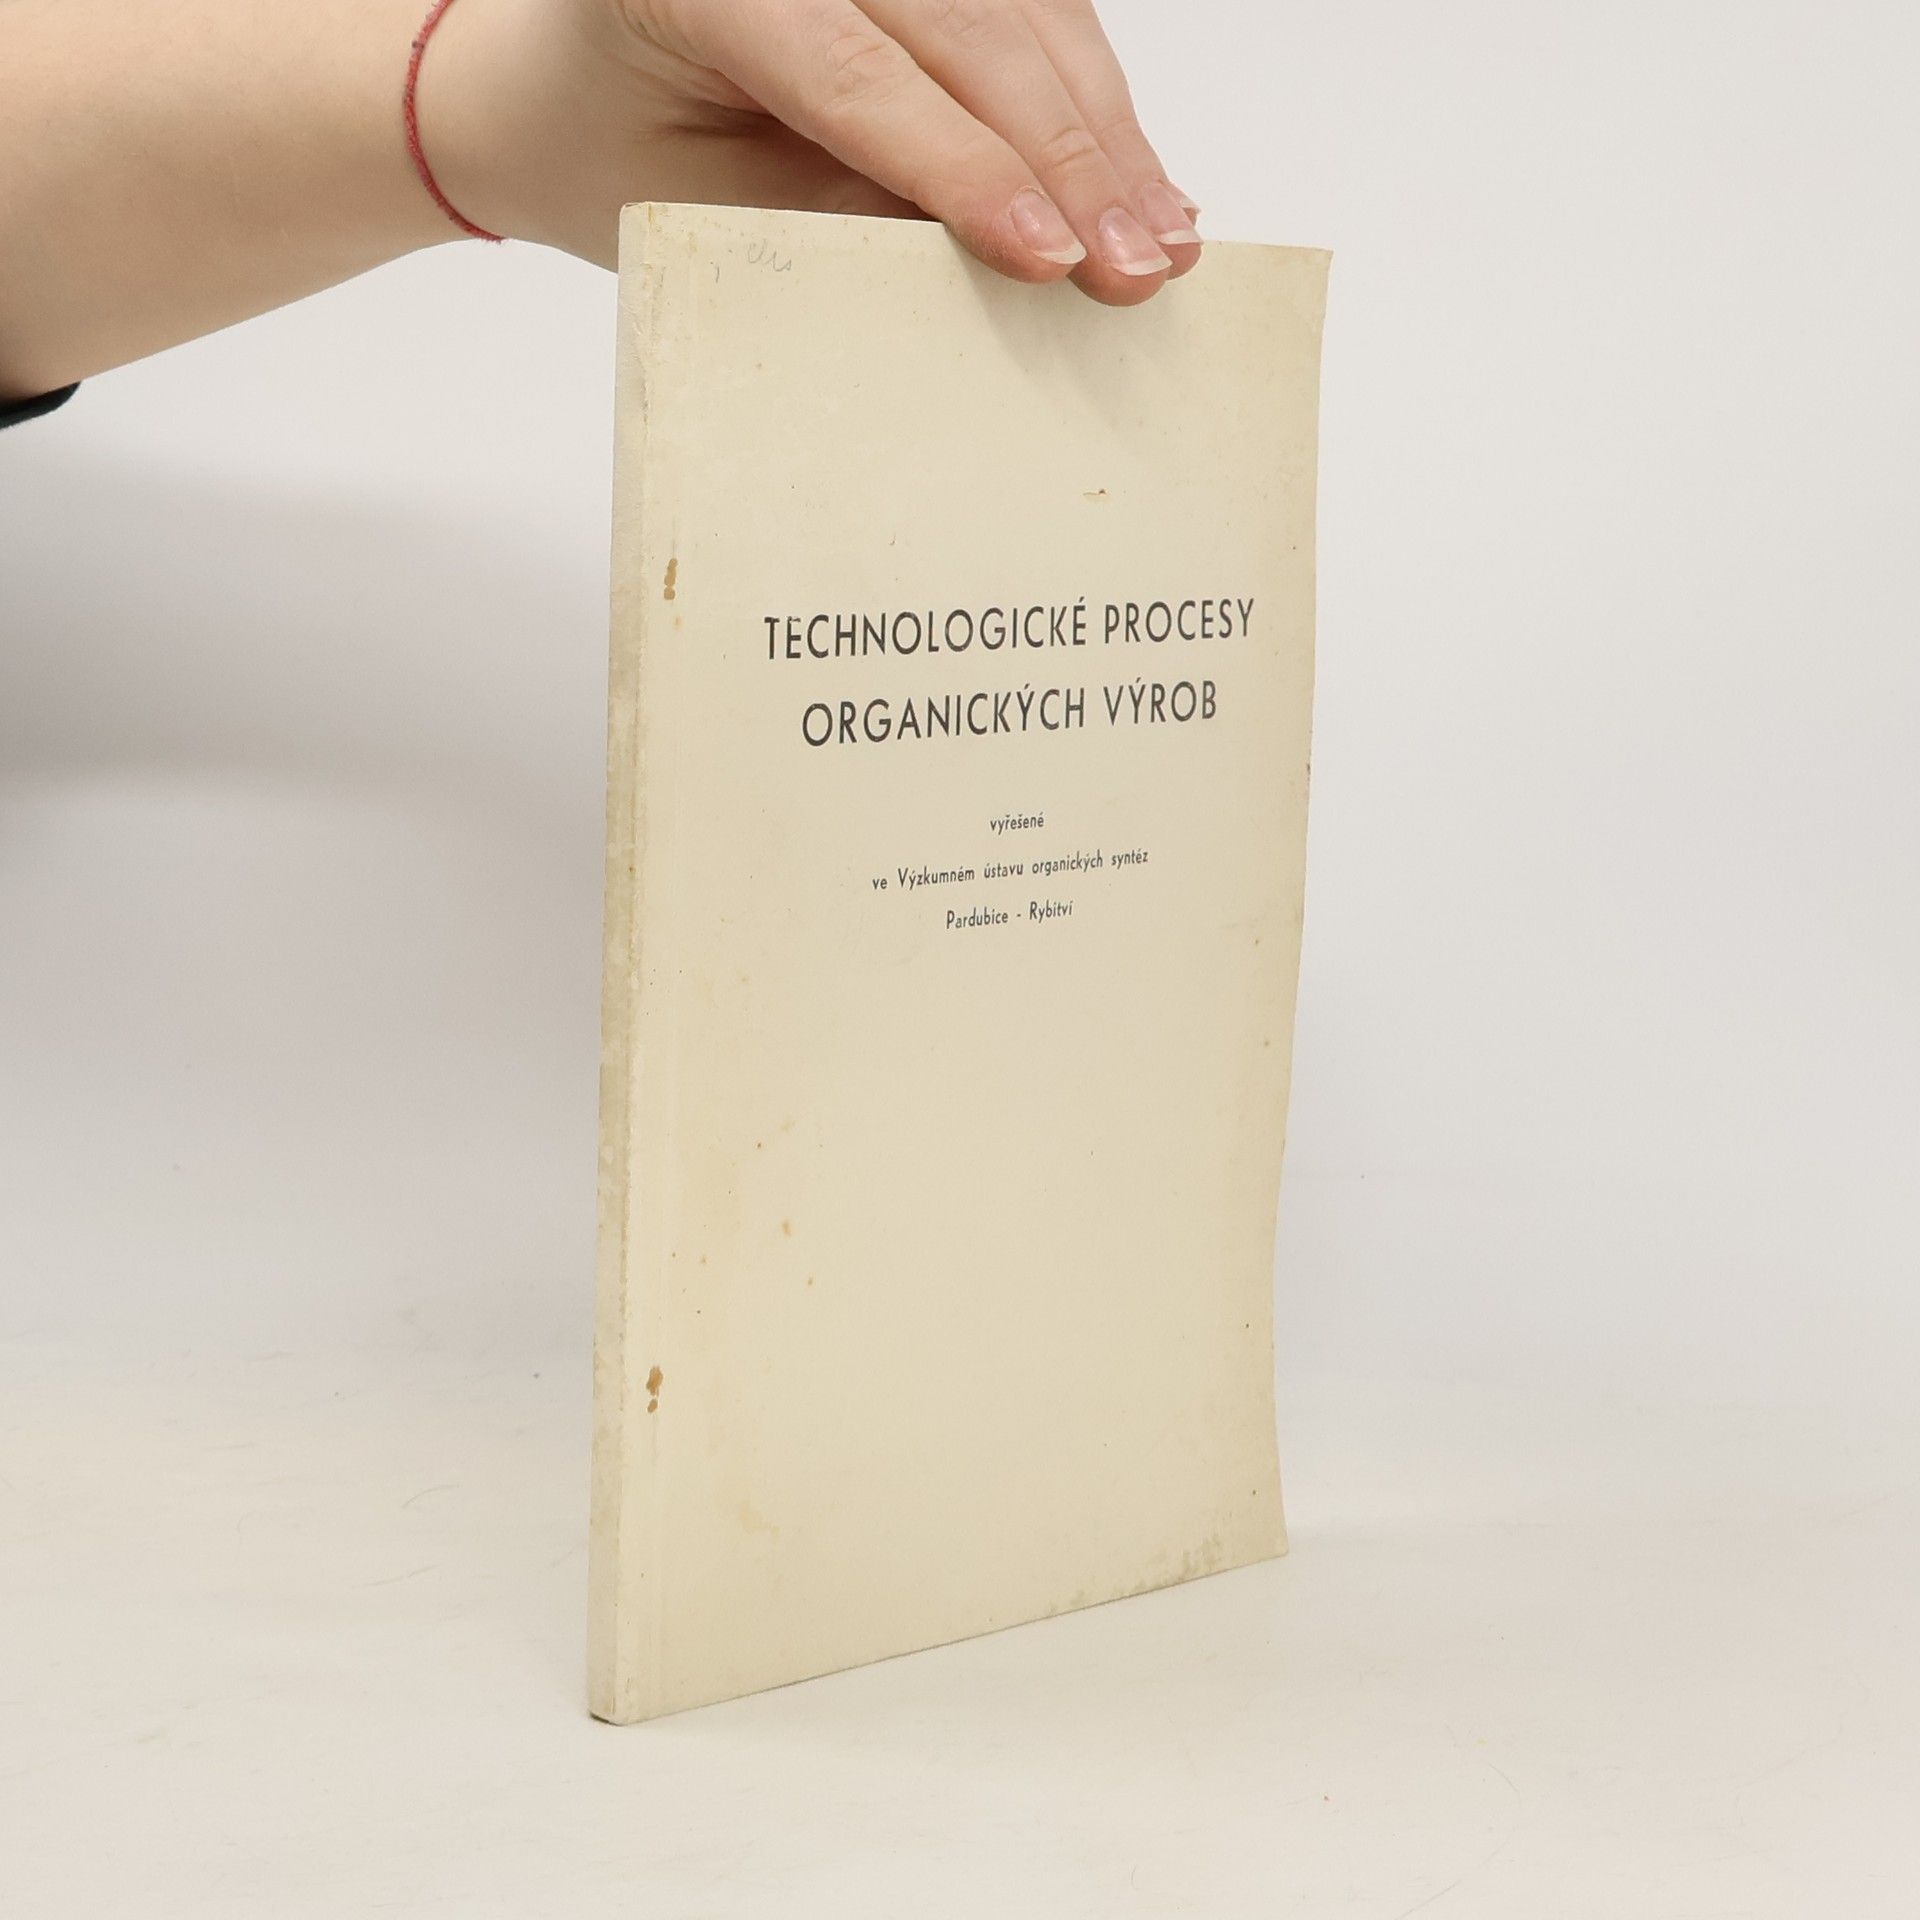 TECHNOLOGICKÉ PROCESY
ORGANICKÝCH VÝROB
vyřešené
ve Výzkumném ústavu organických syntéz
Pardubice - Rybitví